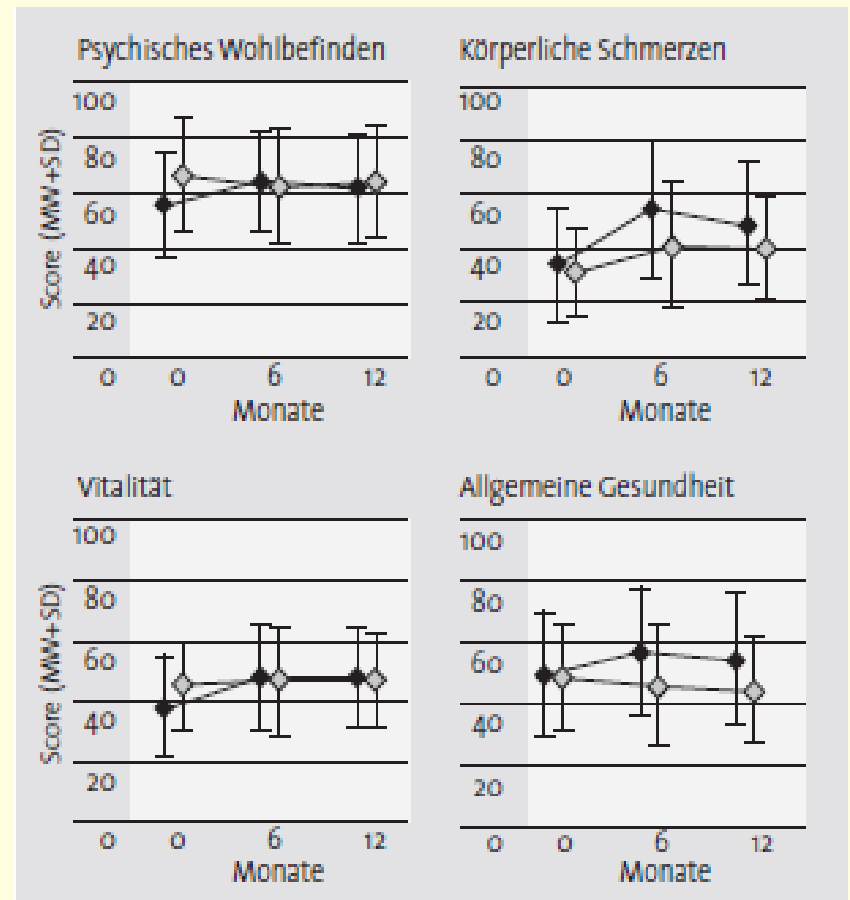 Psychisches Wohlbefinden
100
80
60
40
20
0
Score (MW+SD)
0 6 12
Monate
Körperliche Schmerzen
100
80
60
40
20
0
0 6 12
Monate
Vitalität
100
80
60
40
20
0
Score (MW+SD)
0 6 12
Monate
Allgemeine Gesundheit
100
80
60
40
20
0
0 6 12
Monate